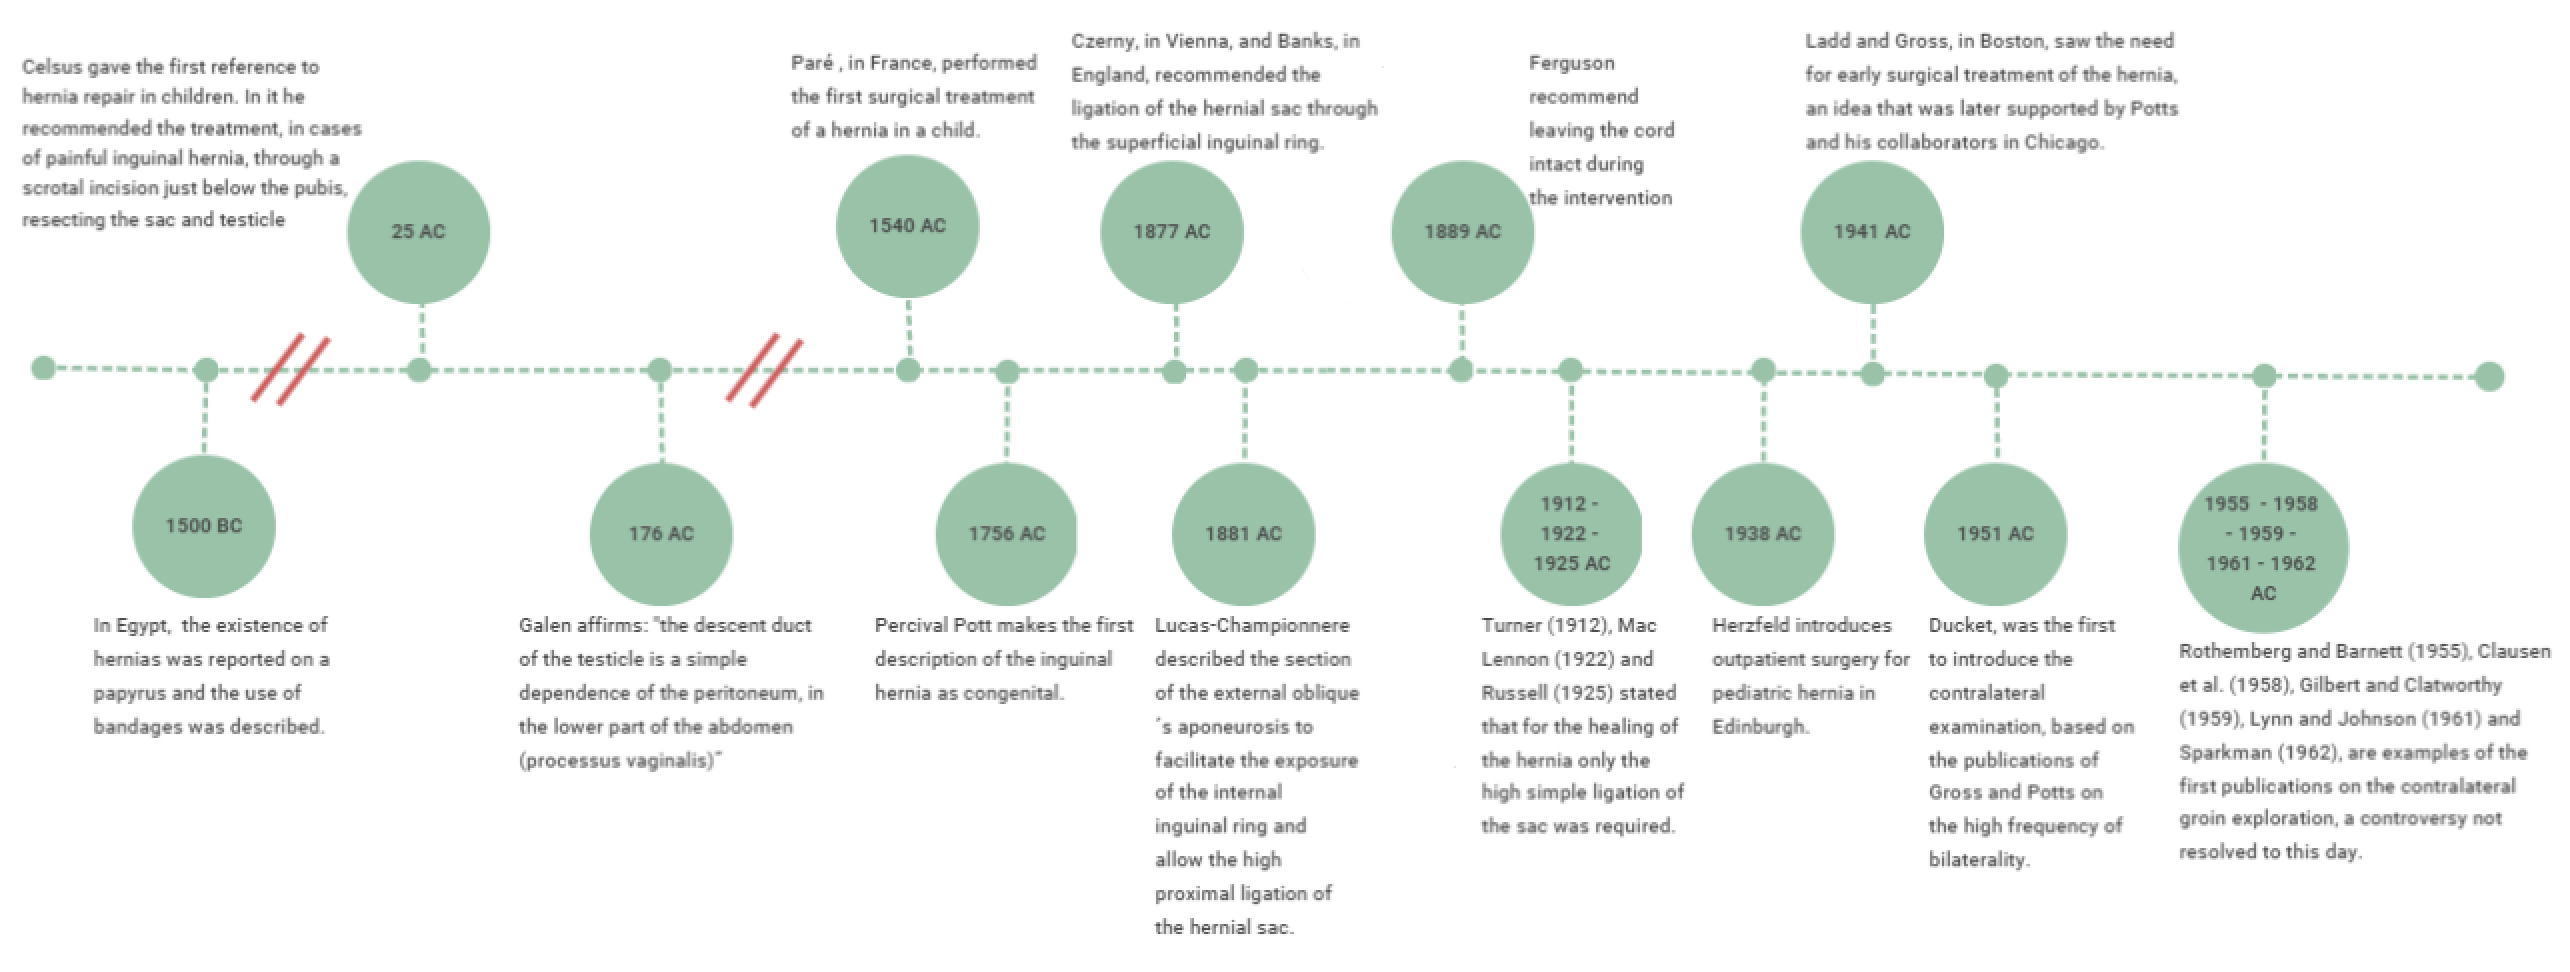 Celsus gave the first reference to
hernia repair in children. In it he
recommended the treatment, in cases
of painful inguinal hernia, through a
scrotal incision just below the pubis,
resecting the sac and testicle
25 AC
Paré , in France, performed
the first surgical treatment
of a hernia in a child.
1540 AC
Czerny, in Vienna, and Banks, in
England, recommended the
ligation of the hernial sac through
the superficial inguinal ring.
1877 AC
Ferguson
recommend
leaving the cord
intact during
the intervention
1889 AC
Ladd and Gross, in Boston, saw the need
for early surgical treatment of the hernia,
an idea that was later supported by Potts
and his collaborators in Chicago.
1941 AC
1500 BC
In Egypt, the existence of
hernias was reported on a
papyrus and the use of
bandages was described.
176 AC
Galen affirms: "the descent duct
of the testicle is a simple
dependence of the peritoneum, in
the lower part of the abdomen
(processus vaginalis)"
1756 AC
Percival Pott makes the first
description of the inguinal
hernia as congenital.
1881 AC
Lucas-Championnere
described the section
of the external oblique
´s aponeurosis to
facilitate the exposure
of the internal
inguinal ring and
allow the high
proximal ligation of
the hernial sac.
1912 -
1922 -
1925 AC
Turner (1912), Mac
Lennon (1922) and
Russell (1925) stated
that for the healing of
the hernia only the
high simple ligation of
the sac was required.
1938 AC
Herzfeld introduces
outpatient surgery for
pediatric hernia in
Edinburgh.
1951 AC
Ducket, was the first
to introduce the
contralateral
examination, based on
the publications of
Gross and Potts on
the high frequency of
bilaterality.
1955 - 1958
- 1959 -
1961 - 1962
AC
Rothemberg and Barnett (1955), Clausen
et al. (1958), Gilbert and Clatworthy
(1959), Lynn and Johnson (1961) and
Sparkman (1962), are examples of the
first publications on the contralateral
groin exploration, a controversy not
resolved to this day.